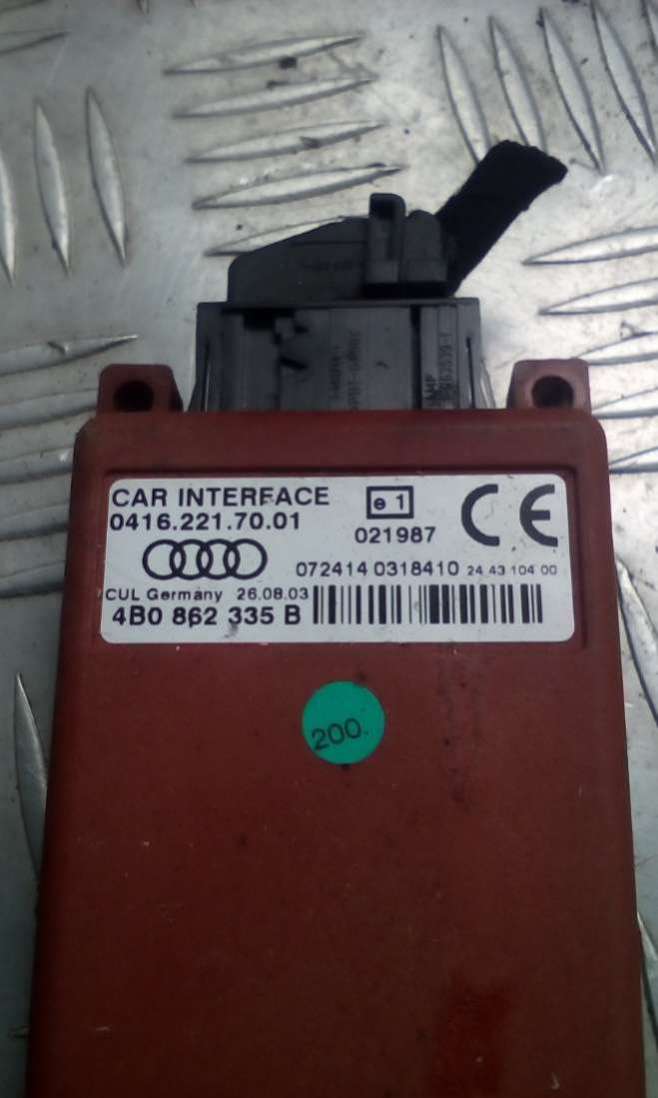 CAR INTERFACE
0416.221.70.01
e 1
021987
CE
072414 0318410 24 43 104 00
CUL Germany 26.08.03
4B0 862 335 B
200
AMP